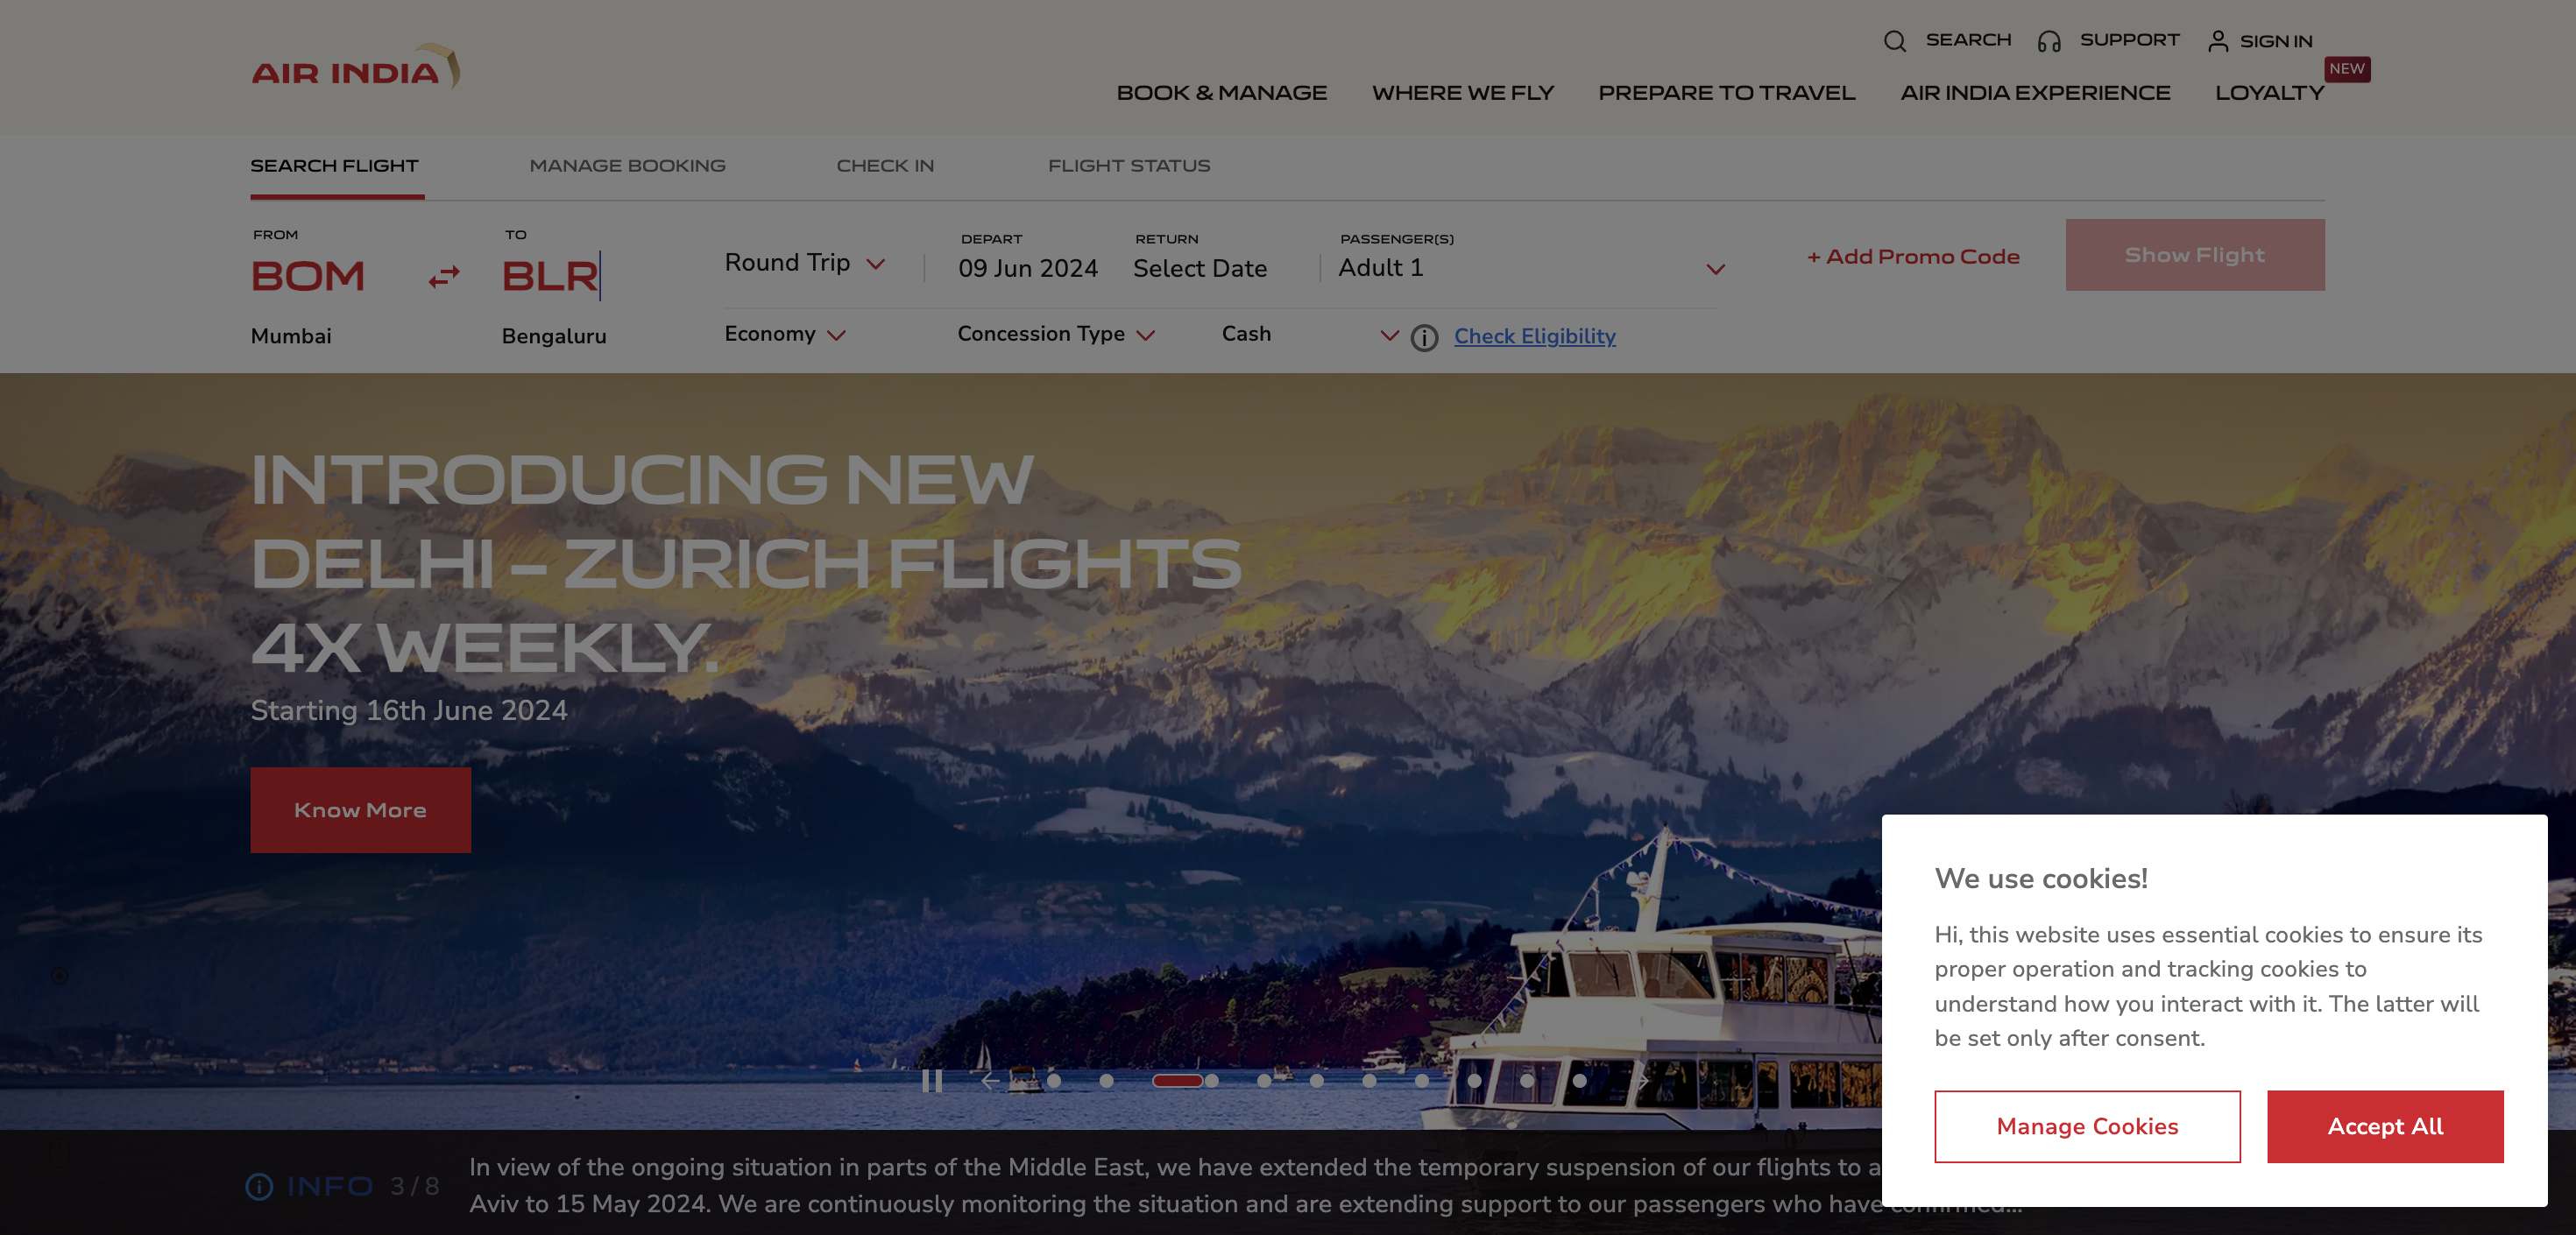 AIR INDIA
SEARCH SUPPORT SIGN IN
NEW
BOOK & MANAGE WHERE WE FLY PREPARE TO TRAVEL AIR INDIA EXPERIENCE LOYALTY
SEARCH FLIGHT MANAGE BOOKING CHECK IN FLIGHT STATUS
FROM TO DEPART RETURN PASSENGER(S)
BOM BLR Round Trip 09 Jun 2024 Select Date Adult 1 + Add Promo Code Show Flight
Mumbai Bengaluru Economy Concession Type Cash Check Eligibility
INTRODUCING NEW
DELHI - ZURICH FLIGHTS
4X WEEKLY.
Starting 16th June 2024
Know More
We use cookies!
Hi, this website uses essential cookies to ensure its
proper operation and tracking cookies to
understand how you interact with it. The latter will
be set only after consent.
Manage Cookies Accept All
INFO 3 / 8
In view of the ongoing situation in parts of the Middle East, we have extended the temporary suspension of our flights to
Aviv to 15 May 2024. We are continuously monitoring the situation and are extending support to our passengers who have confirmed...